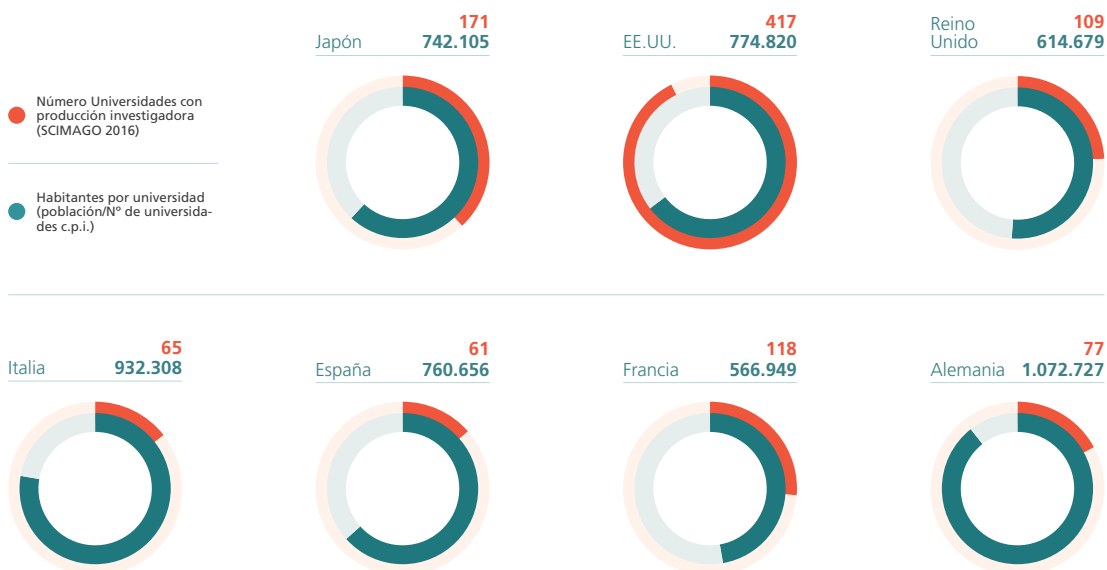 Número Universidades con
producción investigadora
(SCIMAGO 2016)
Habitantes por universidad
(población/Nº de universida-
des c.p.i.)
171
Japón 742.105
417
EE.UU. 774.820
Reino 109
Unido 614.679
65
Italia 932.308
61
España 760.656
118
Francia 566.949
77
Alemania 1.072.727